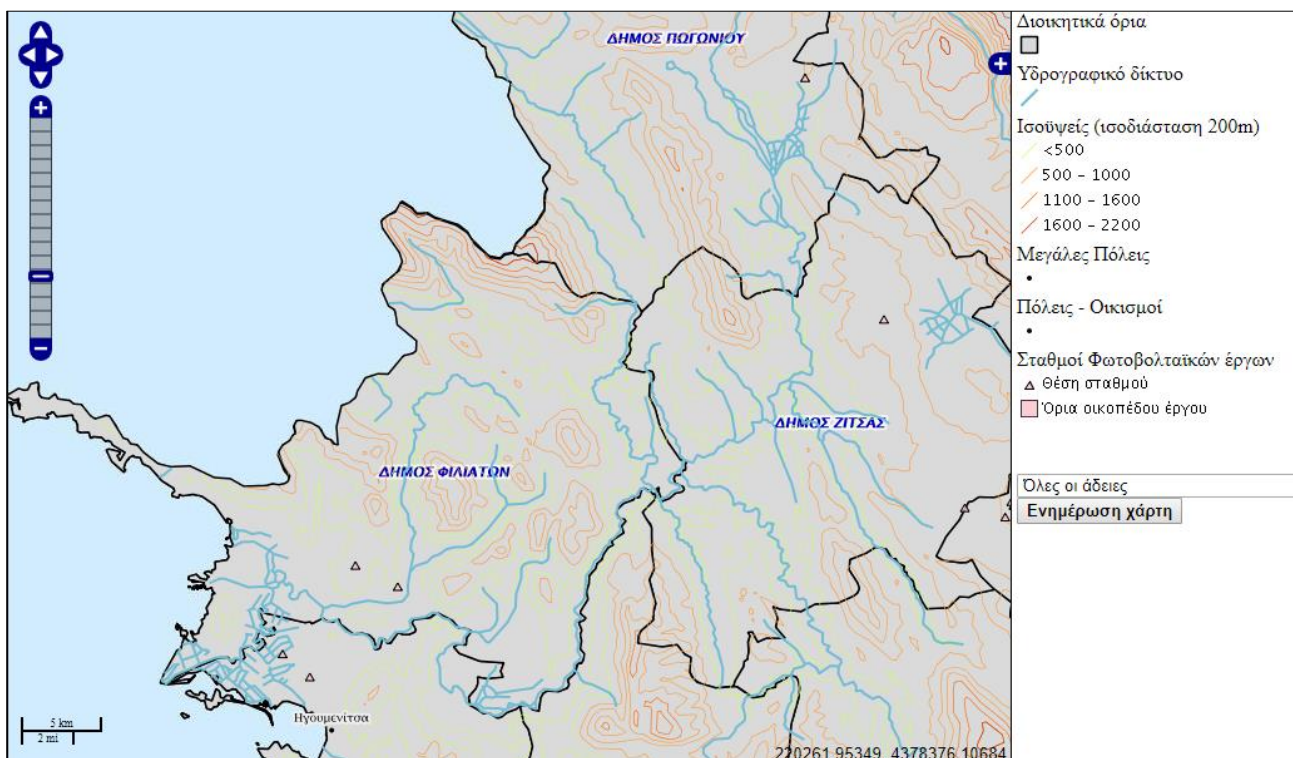 ΔΗΜΟΣ ΠΩΓΩΝΙΟΥ
ΔΗΜΟΣ ΖΙΤΣΑΣ
ΔΗΜΟΣ ΦΙΛΙΑΤΩΝ
Ηγουμενίτσα
5 km
2 mi
220261.95349, 4378376.10684
Διοικητικά όρια
Υδρογραφικό δίκτυο
Ισοϋψείς (ισοδιάσταση 200m)
<500
500 - 1000
1100 - 1600
1600 - 2200
Μεγάλες Πόλεις
Πόλεις - Οικισμοί
Σταθμοί Φωτοβολταϊκών έργων
Θέση σταθμού
Όρια οικοπέδου έργου
Όλες οι άδειες
Ενημέρωση χάρτη